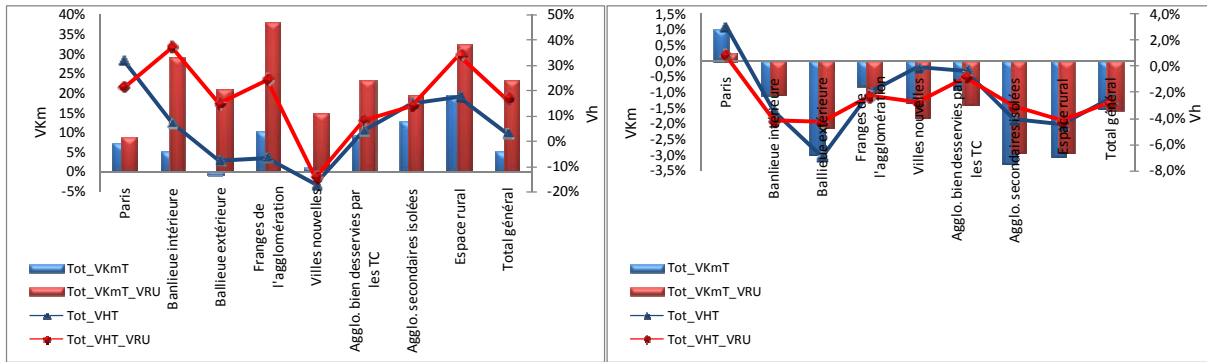 40%
35%
30%
25%
20%
15%
10%
5%
0%
-5%
VKm
50%
40%
30%
20%
10%
0%
-10%
-20%
Vh
Paris
Banlieue intérieure
Ballieue extérieure
Franges de
l'agglomération
Villes nouvelles
Agglo. bien desservies par
les TC
Agglo. secondaires isolées
Espace rural
Total général
Tot_VKmT
Tot_VKmT_VRU
Tot_VHT
Tot_VHT_VRU
1,5%
1,0%
0,5%
0,0%
-0,5%
-1,0%
-1,5%
-2,0%
-2,5%
-3,0%
-3,5%
VKm
4,0%
2,0%
0,0%
-2,0%
-4,0%
-6,0%
-8,0%
Vh
Paris
Banlieue intérieure
Ballieue extérieure
Franges de
l'agglomération
Villes nouvelles
Agglo. bien desservies par
les TC
Agglo. secondaires isolées
Espace rural
Total général
Tot_VKmT
Tot_VKmT_VRU
Tot_VHT
Tot_VHT_VRU